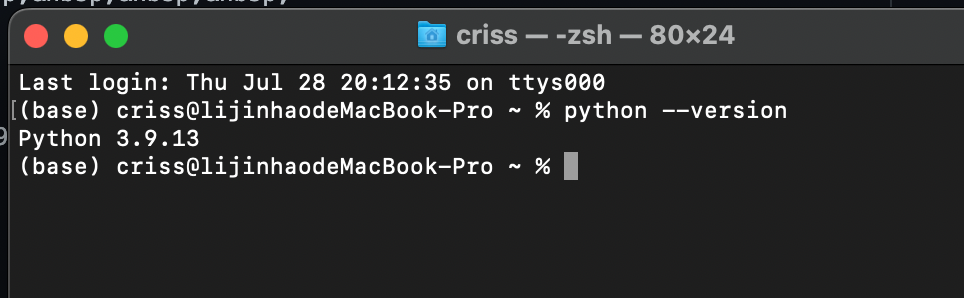 criss — -zsh — 80×24
Last login: Thu Jul 28 20:12:35 on ttys000
[(base) criss@lijinhaodeMacBook-Pro ~ % python --version
Python 3.9.13
(base) criss@lijinhaodeMacBook-Pro ~ %